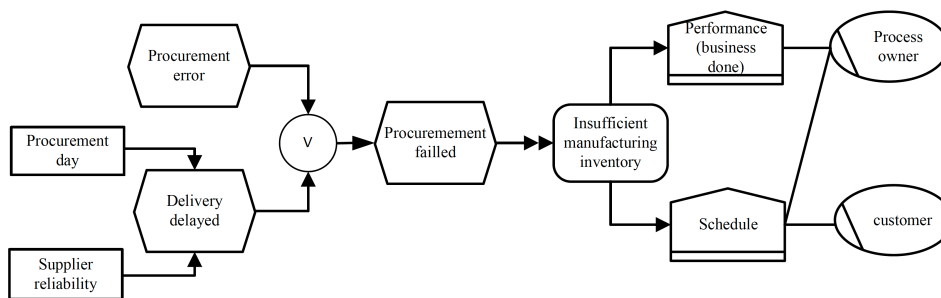 Procurement
error
Procurement
day
Delivery
delayed
Supplier
reliability
V
Procuremement
failled
Insufficient
manufacturing
inventory
Performance
(business
done)
Process
owner
Schedule
customer